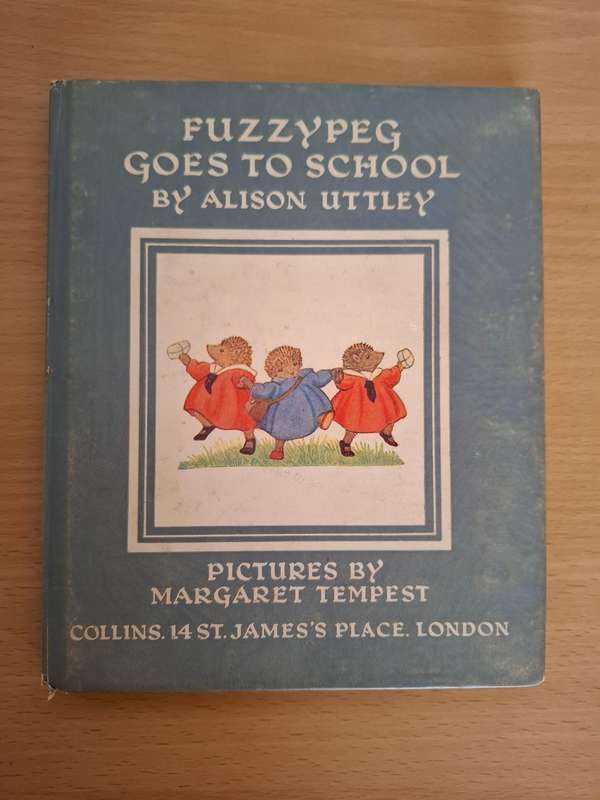 FUZZYPEG
GOES TO SCHOOL
BY ALISON UTTLEY
PICTURES BY
MARGARET TEMPEST
COLLINS. 14 ST. JAMES'S PLACE. LONDON